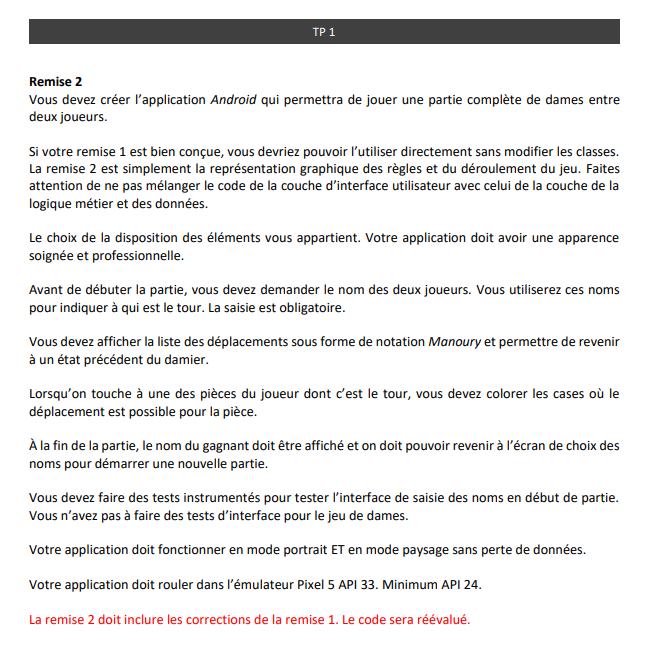 TP 1
Remise 2
Vous devez créer l’application Android qui permettra de jouer une partie complète de dames entre
deux joueurs.
Si votre remise 1 est bien conçue, vous devriez pouvoir l’utiliser directement sans modifier les classes.
La remise 2 est simplement la représentation graphique des règles et du déroulement du jeu. Faites
attention de ne pas mélanger le code de la couche d’interface utilisateur avec celui de la couche de la
logique métier et des données.
Le choix de la disposition des éléments vous appartient. Votre application doit avoir une apparence
soignée et professionnelle.
Avant de débuter la partie, vous devez demander le nom des deux joueurs. Vous utiliserez ces noms
pour indiquer à qui est le tour. La saisie est obligatoire.
Vous devez afficher la liste des déplacements sous forme de notation Manoury et permettre de revenir
à un état précédent du damier.
Lorsqu’on touche à une des pièces du joueur dont c’est le tour, vous devez colorer les cases où le
déplacement est possible pour la pièce.
À la fin de la partie, le nom du gagnant doit être affiché et on doit pouvoir revenir à l’écran de choix des
noms pour démarrer une nouvelle partie.
Vous devez faire des tests instrumentés pour tester l’interface de saisie des noms en début de partie.
Vous n’avez pas à faire des tests d’interface pour le jeu de dames.
Votre application doit fonctionner en mode portrait ET en mode paysage sans perte de données.
Votre application doit rouler dans l’émulateur Pixel 5 API 33. Minimum API 24.
La remise 2 doit inclure les corrections de la remise 1. Le code sera réévalué.